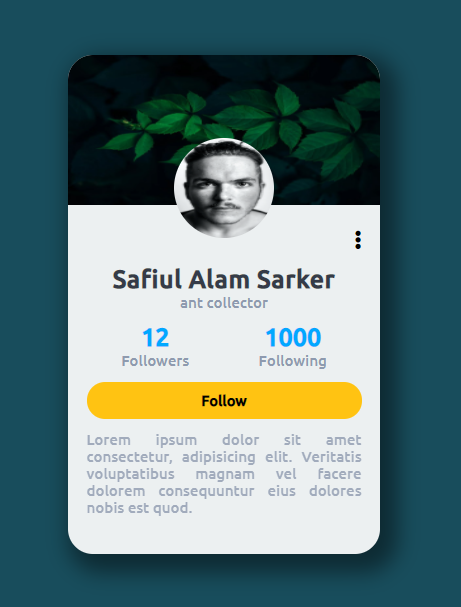 Safiul Alam Sarker
ant collector
12 1000
Followers Following
Follow
Lorem ipsum dolor sit amet
consectetur, adipisicing elit. Veritatis
voluptatibus magnam vel facere
dolorem consequuntur eius dolores
nobis est quod.